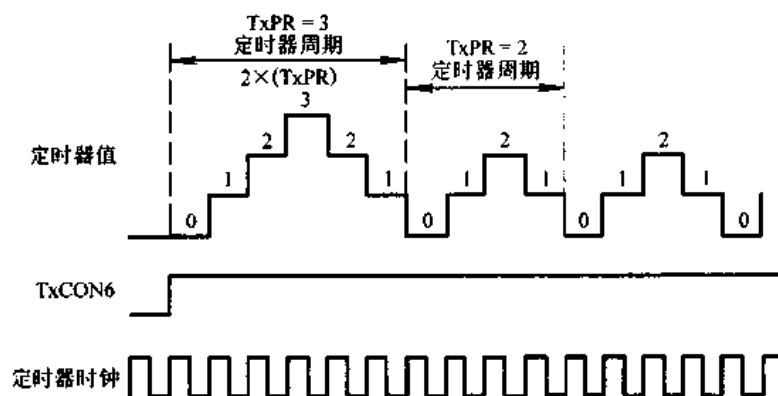 TxPR = 3
定时器周期
2×(TxPR)
TxPR = 2
定时器周期
定时器值
0 1 2 3 2 1 0 1 2 1 0 1 2 1 0
TxCON6
定时器时钟